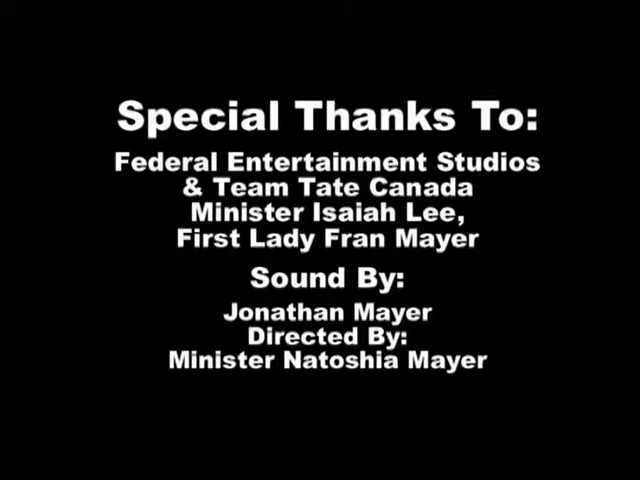 Special Thanks To:
Federal Entertainment Studios
& Team Tate Canada
Minister Isaiah Lee,
First Lady Fran Mayer
Sound By:
Jonathan Mayer
Directed By:
Minister Natoshia Mayer